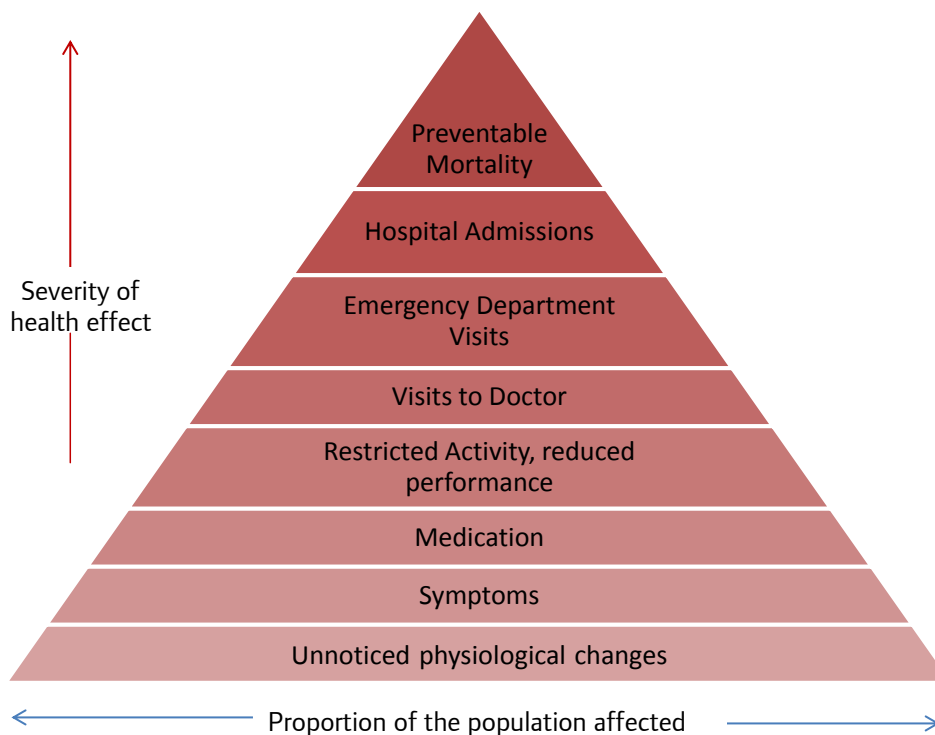 Preventable
Mortality
Hospital Admissions
Severity of
health effect
Emergency Department
Visits
Visits to Doctor
Restricted Activity, reduced
performance
Medication
Symptoms
Unnoticed physiological changes
Proportion of the population affected